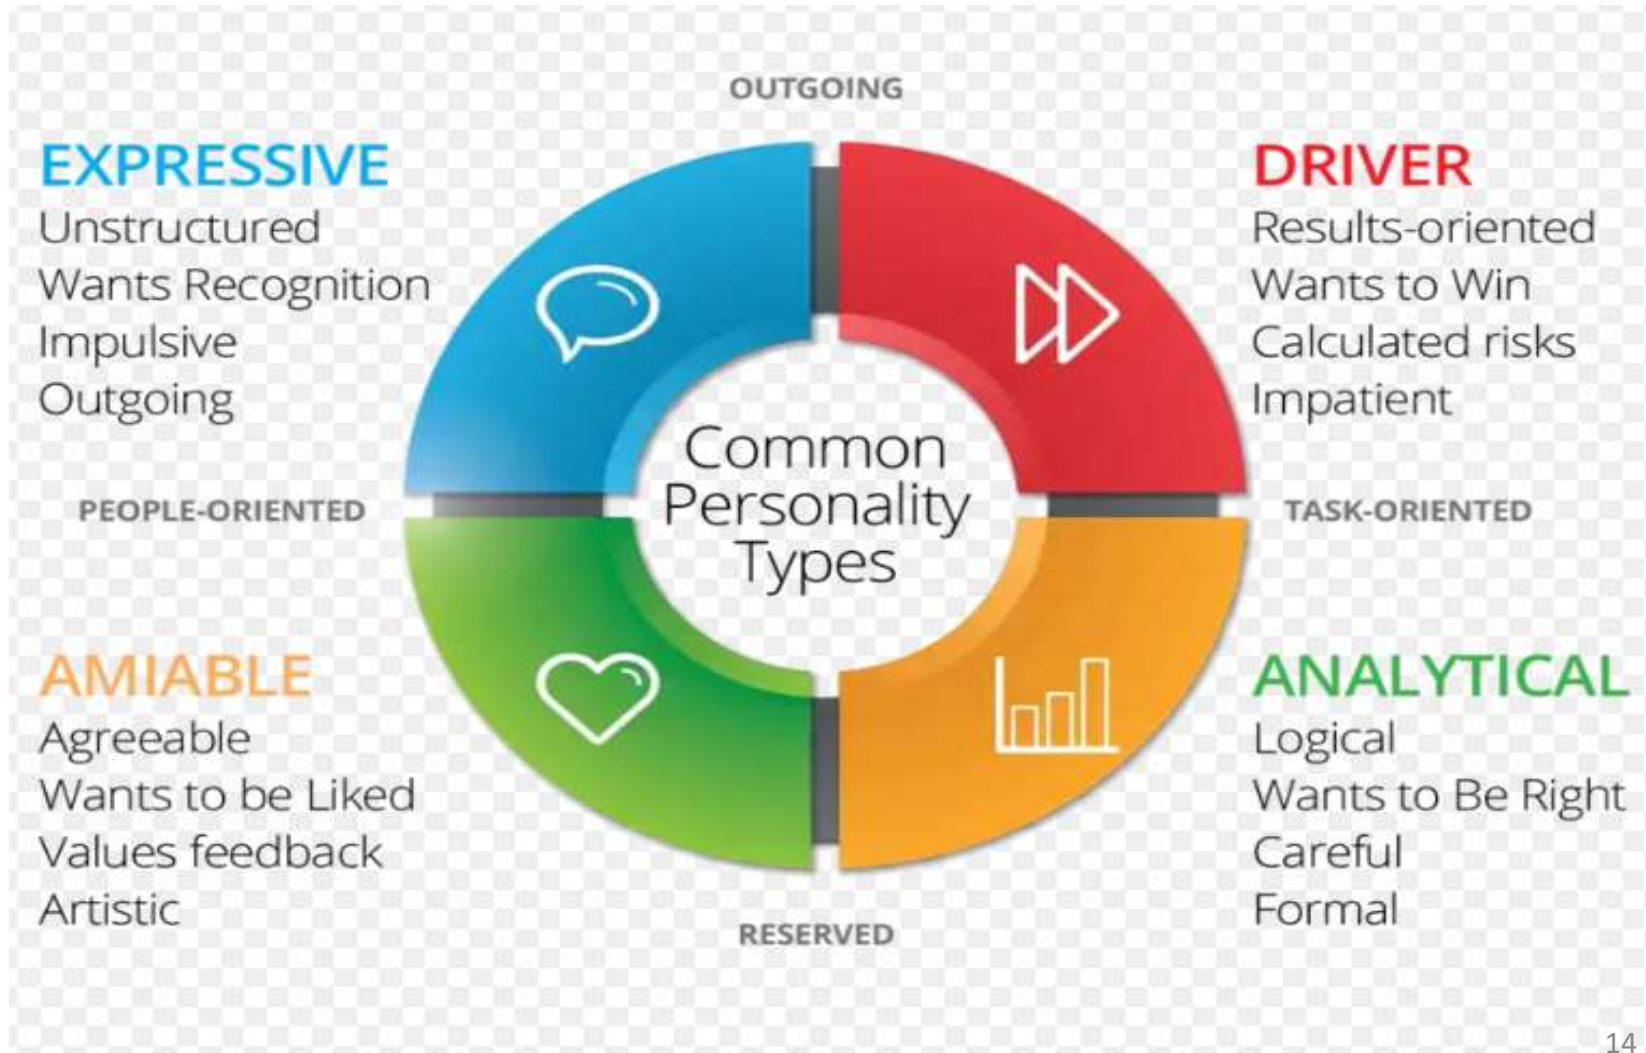 OUTGOING
EXPRESSIVE
Unstructured
Wants Recognition
Impulsive
Outgoing
DRIVER
Results-oriented
Wants to Win
Calculated risks
Impatient
Common
Personality
Types
PEOPLE-ORIENTED
TASK-ORIENTED
AMIABLE
Agreeable
Wants to be Liked
Values feedback
Artistic
ANALYTICAL
Logical
Wants to Be Right
Careful
Formal
RESERVED
14